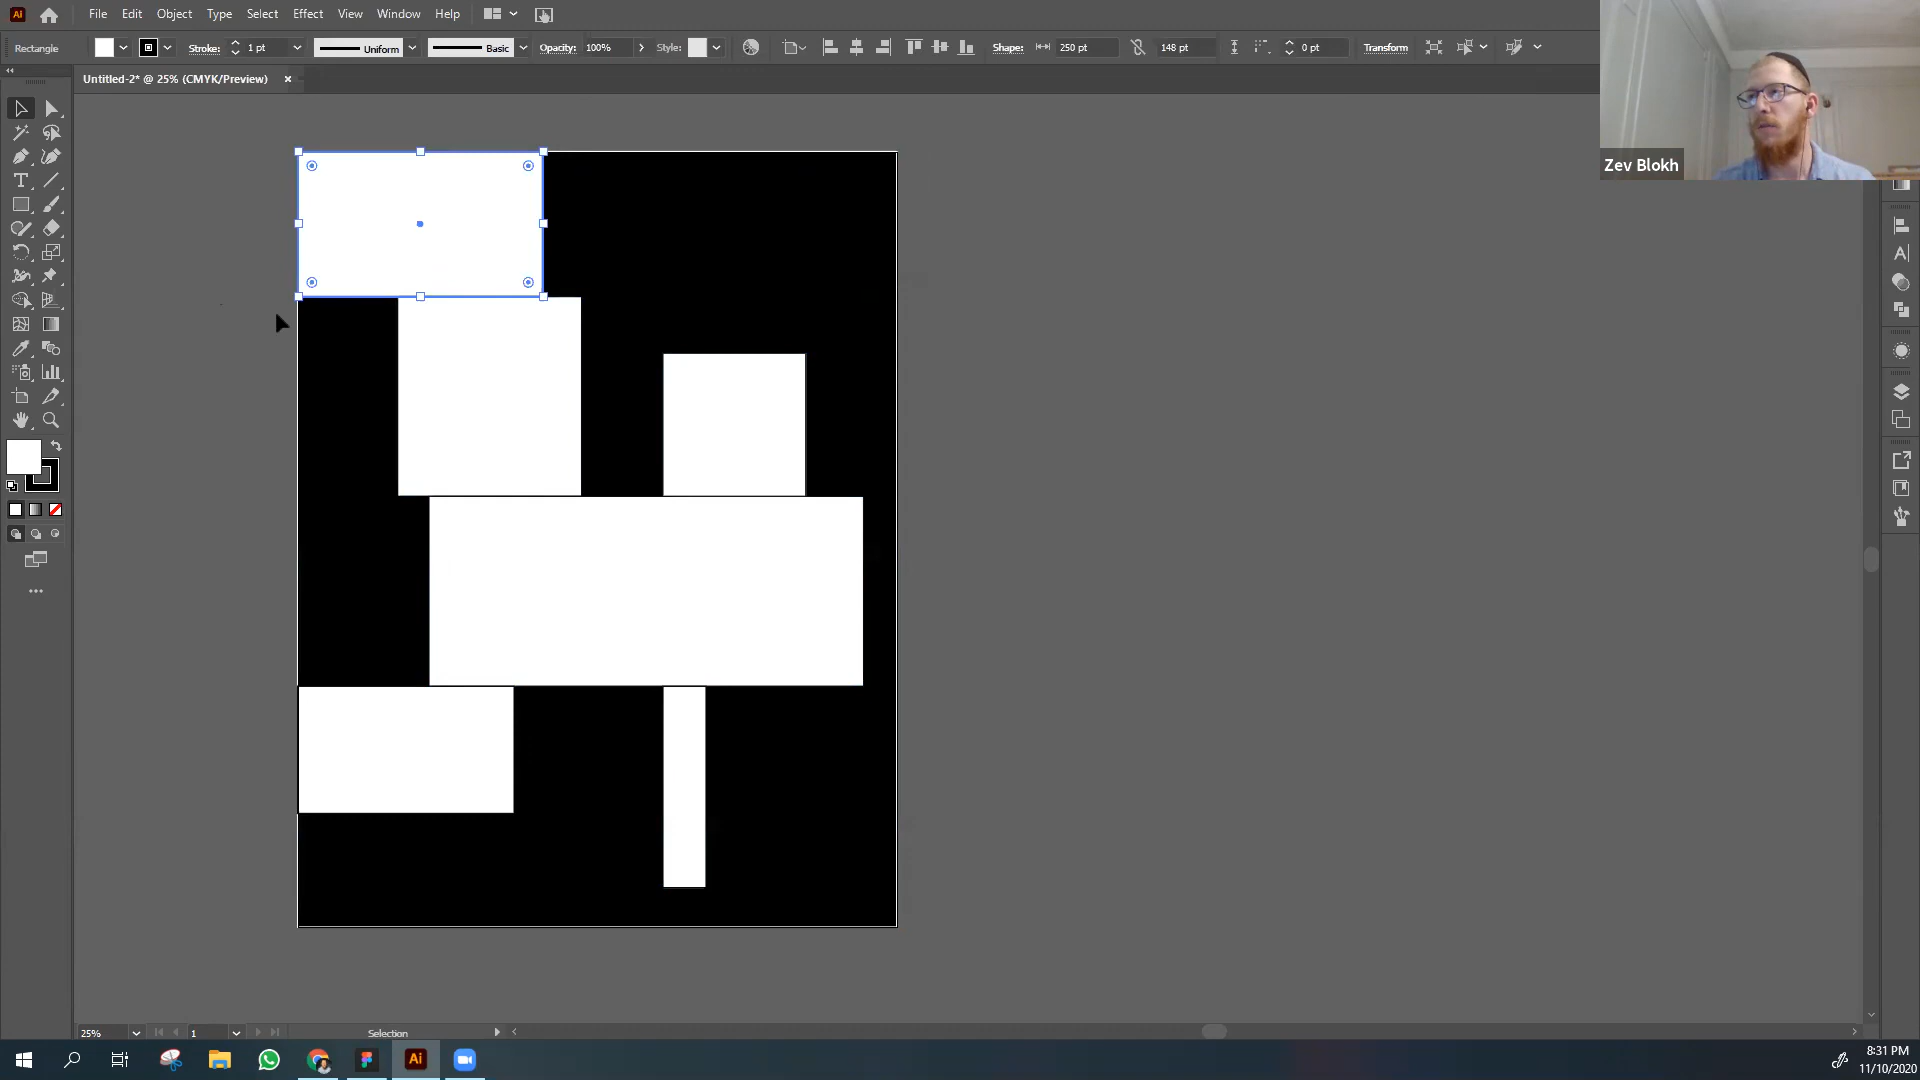 Ai File Edit Object Type Select Effect View Window Help
Rectangle Stroke: 1 pt Uniform Basic Opacity: 100% Style: Shape: 250 pt 148 pt 0 pt Transform
Untitled-2* @ 25% (CMYK/Preview) ×
Zev Blokh
25% 1 Selection
Ai
8:31 PM
11/10/2020